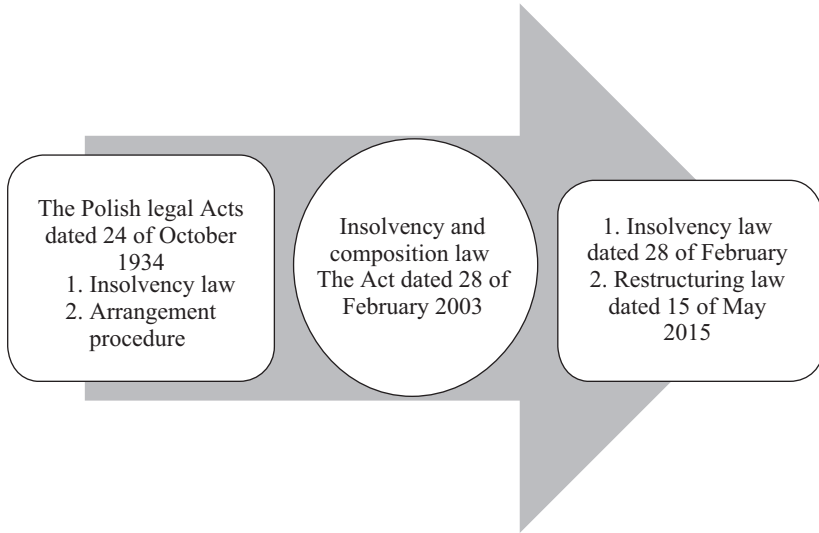 The Polish legal Acts
dated 24 of October
1934
1. Insolvency law
2. Arrangement
procedure
Insolvency and
composition law
The Act dated 28 of
February 2003
1. Insolvency law
dated 28 of February
2. Restructuring law
dated 15 of May
2015